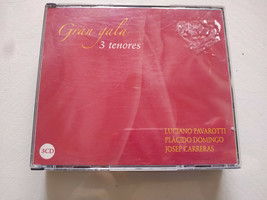 Gran gala
3 tenores
LUCIANO PAVAROTTI
PLACIDO DOMINGO
JOSEP CARRERAS
3CD